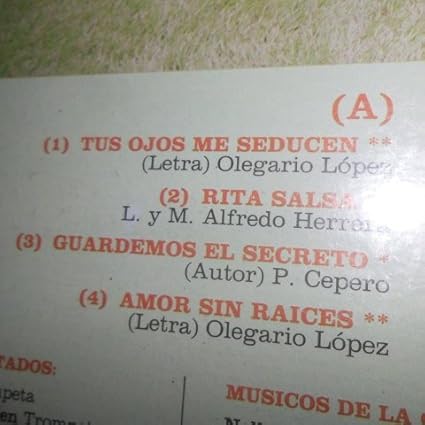 (A)
(1) TUS OJOS ME SEDUCEN **
(Letra) Olegario López
(2) RITA
L. y M. Alfredo Herrera
(3) GUARDEMOS EL SECRETO *
(Autor) P. Cepero
(4) AMOR SIN RAICES **
(Letra) Olegario López
MUSICOS DE LA